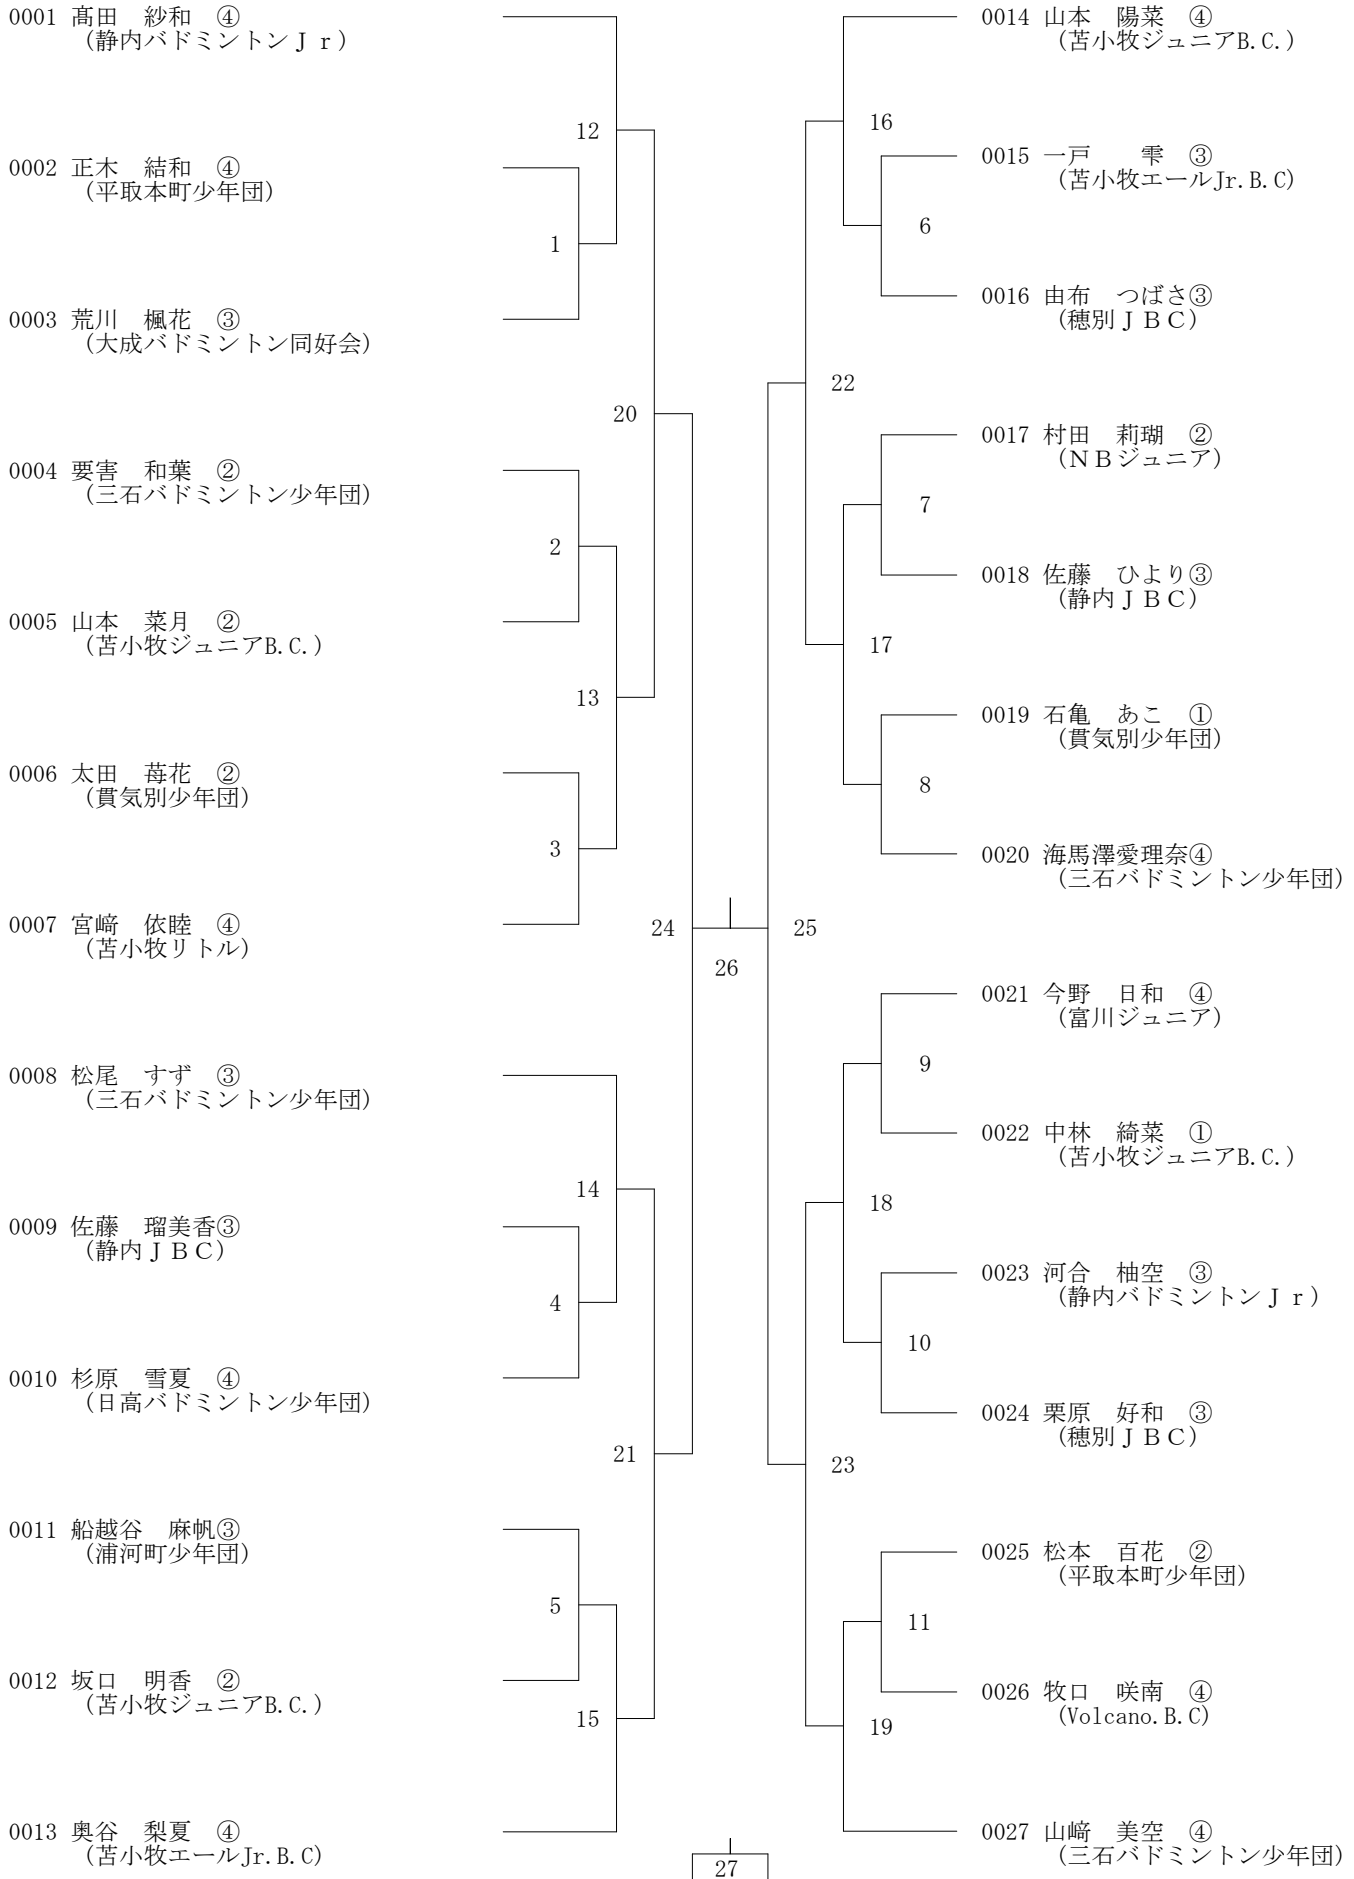 0001 髙田　紗和　④
（静内バドミントンＪｒ）
12
0002 正木　結和　④
（平取本町少年団）
1
0003 荒川　楓花　③
（大成バドミントン同好会）
20
0004 要害　和葉　②
（三石バドミントン少年団）
2
0005 山本　菜月　②
（苫小牧ジュニアB.C.）
13
0006 太田　苺花　②
（貫気別少年団）
3
0007 宮﨑　依睦　④
（苫小牧リトル）
24
26
25
0008 松尾　すず　③
（三石バドミントン少年団）
14
0009 佐藤　瑠美香③
（静内ＪＢＣ）
4
0010 杉原　雪夏　④
（日高バドミントン少年団）
21
0011 船越谷　麻帆③
（浦河町少年団）
5
0012 坂口　明香　②
（苫小牧ジュニアB.C.）
15
0013 奥谷　梨夏　④
（苫小牧エールJr.B.C）
27
0014 山本　陽菜　④
（苫小牧ジュニアB.C.）
16
0015 一戸　　雫　③
（苫小牧エールJr.B.C）
6
0016 由布　つばさ③
（穂別ＪＢＣ）
22
0017 村田　莉瑚　②
（ＮＢジュニア）
7
0018 佐藤　ひより③
（静内ＪＢＣ）
17
0019 石亀　あこ　①
（貫気別少年団）
8
0020 海馬澤愛理奈④
（三石バドミントン少年団）
0021 今野　日和　④
（富川ジュニア）
9
0022 中林　綺菜　①
（苫小牧ジュニアB.C.）
18
0023 河合　柚空　③
（静内バドミントンＪｒ）
10
0024 栗原　好和　③
（穂別ＪＢＣ）
23
0025 松本　百花　②
（平取本町少年団）
11
0026 牧口　咲南　④
（Volcano.B.C）
19
0027 山﨑　美空　④
（三石バドミントン少年団）